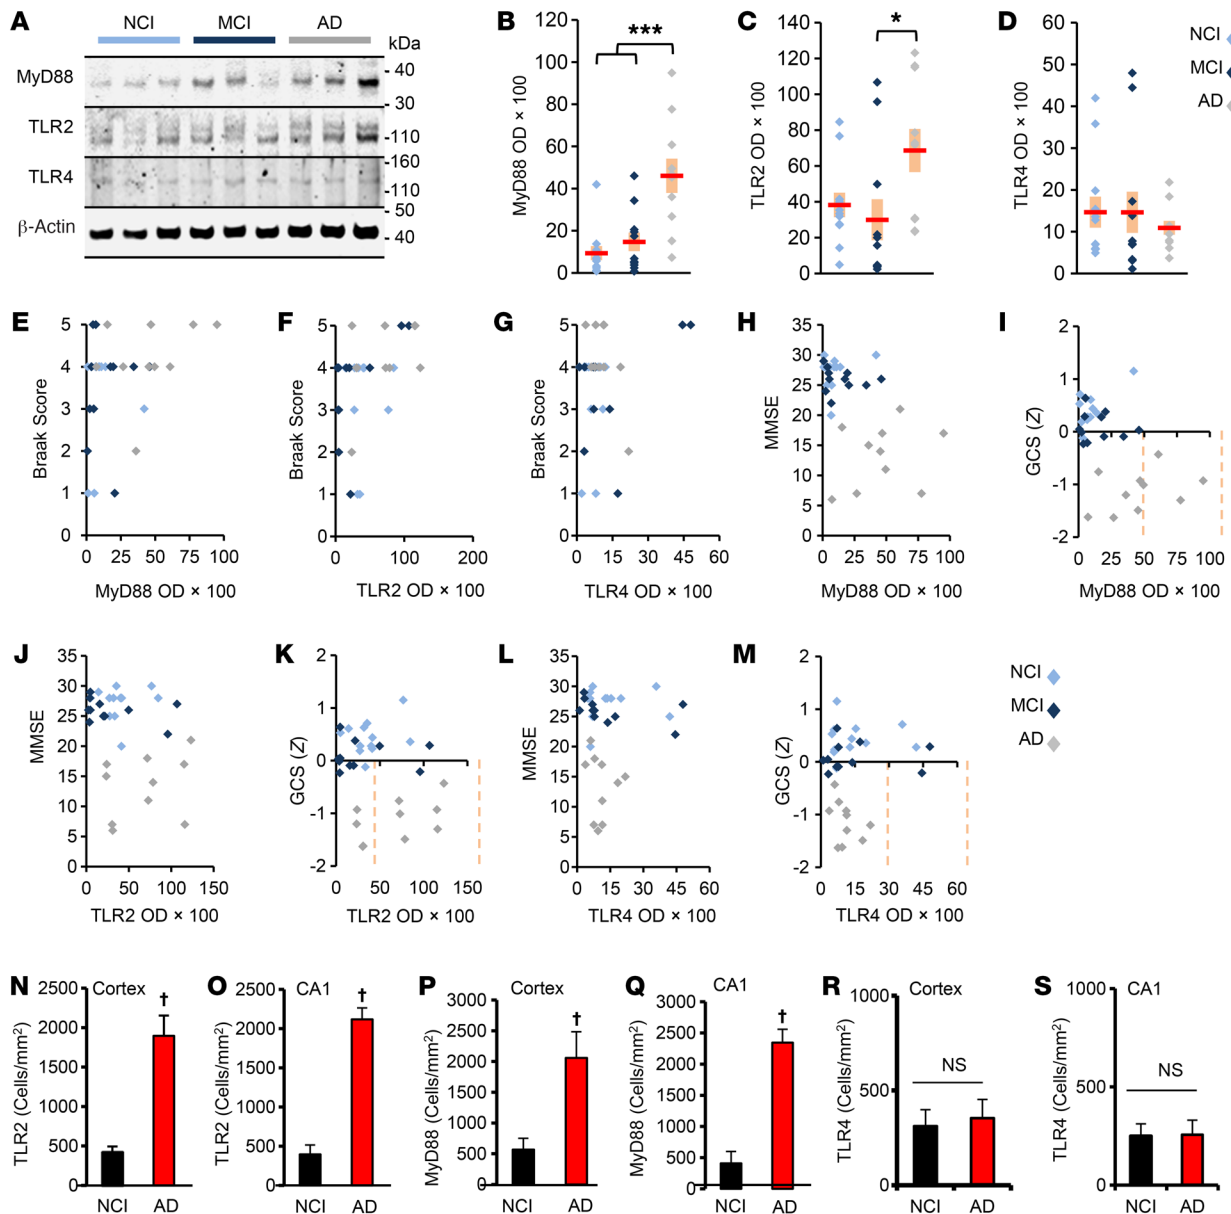 A
NCI MCI AD
kDa
MyD88
40
30
TLR2
110
160
TLR4
110
50
β-Actin
40
B
MyD88 OD × 100
120
100
80
60
40
20
0
***
C
TLR2 OD × 100
140
120
100
80
60
40
20
0
*
D
TLR4 OD × 100
60
50
40
30
20
10
0
NCI
MCI
AD
E
Braak Score
5
4
3
2
1
0
0 25 50 75 100
MyD88 OD × 100
F
Braak Score
5
4
3
2
1
0
0 100 200
TLR2 OD × 100
G
Braak Score
5
4
3
2
1
0
0 15 30 45 60
TLR4 OD × 100
H
MMSE
35
30
25
20
15
10
5
0
0 25 50 75 100
MyD88 OD × 100
I
GCS (Z)
2
1
0
-1
-2
0 25 50 75 100
MyD88 OD × 100
J
MMSE
35
30
25
20
15
10
5
0
0 50 100 150
TLR2 OD × 100
K
GCS (Z)
2
1
0
-1
-2
0 50 100 150
TLR2 OD × 100
L
MMSE
35
30
25
20
15
10
5
0
0 15 30 45 60
TLR4 OD × 100
M
GCS (Z)
2
1
0
-1
-2
0 15 30 45 60
TLR4 OD × 100
NCI
MCI
AD
N
Cortex
TLR2 (Cells/mm²)
2500
2000
1500
1000
500
0
†
NCI AD
O
CA1
TLR2 (Cells/mm²)
2500
2000
1500
1000
500
0
†
NCI AD
P
Cortex
MyD88 (Cells/mm²)
3000
2500
2000
1500
1000
500
0
†
NCI AD
Q
CA1
MyD88 (Cells/mm²)
3000
2500
2000
1500
1000
500
0
†
NCI AD
R
Cortex
TLR4 (Cells/mm²)
1000
500
0
NS
NCI AD
S
CA1
TLR4 (Cells/mm²)
1000
500
0
NS
NCI AD